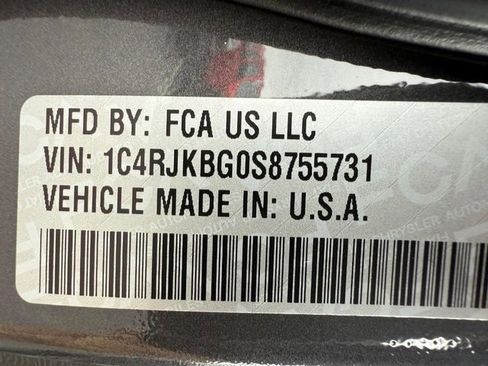 MFD BY: FCA US LLC
VIN: 1C4RJKBG0S8755731
VEHICLE MADE IN: U.S.A.